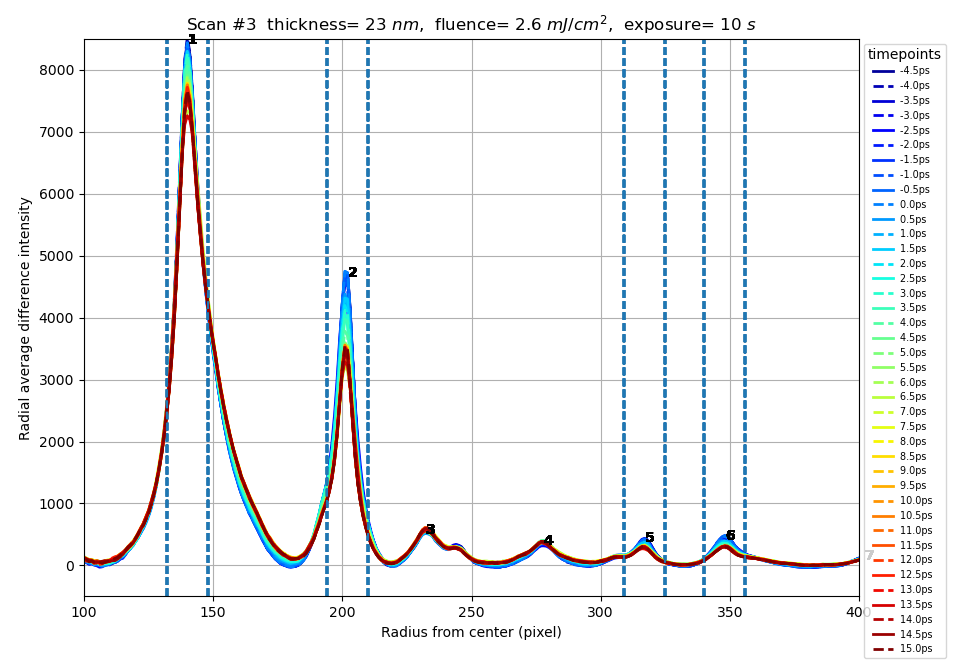 Scan #3 thickness= 23 nm, fluence= 2.6 mJ/cm², exposure= 10 s
Radial average difference intensity
8000
7000
6000
5000
4000
3000
2000
1000
0
1
2
3
4
5
6
7
100
150
200
250
300
350
400
Radius from center (pixel)
timepoints
-4.5ps
-4.0ps
-3.5ps
-3.0ps
-2.5ps
-2.0ps
-1.5ps
-1.0ps
-0.5ps
0.0ps
0.5ps
1.0ps
1.5ps
2.0ps
2.5ps
3.0ps
3.5ps
4.0ps
4.5ps
5.0ps
5.5ps
6.0ps
6.5ps
7.0ps
7.5ps
8.0ps
8.5ps
9.0ps
9.5ps
10.0ps
10.5ps
11.0ps
11.5ps
12.0ps
12.5ps
13.0ps
13.5ps
14.0ps
14.5ps
15.0ps